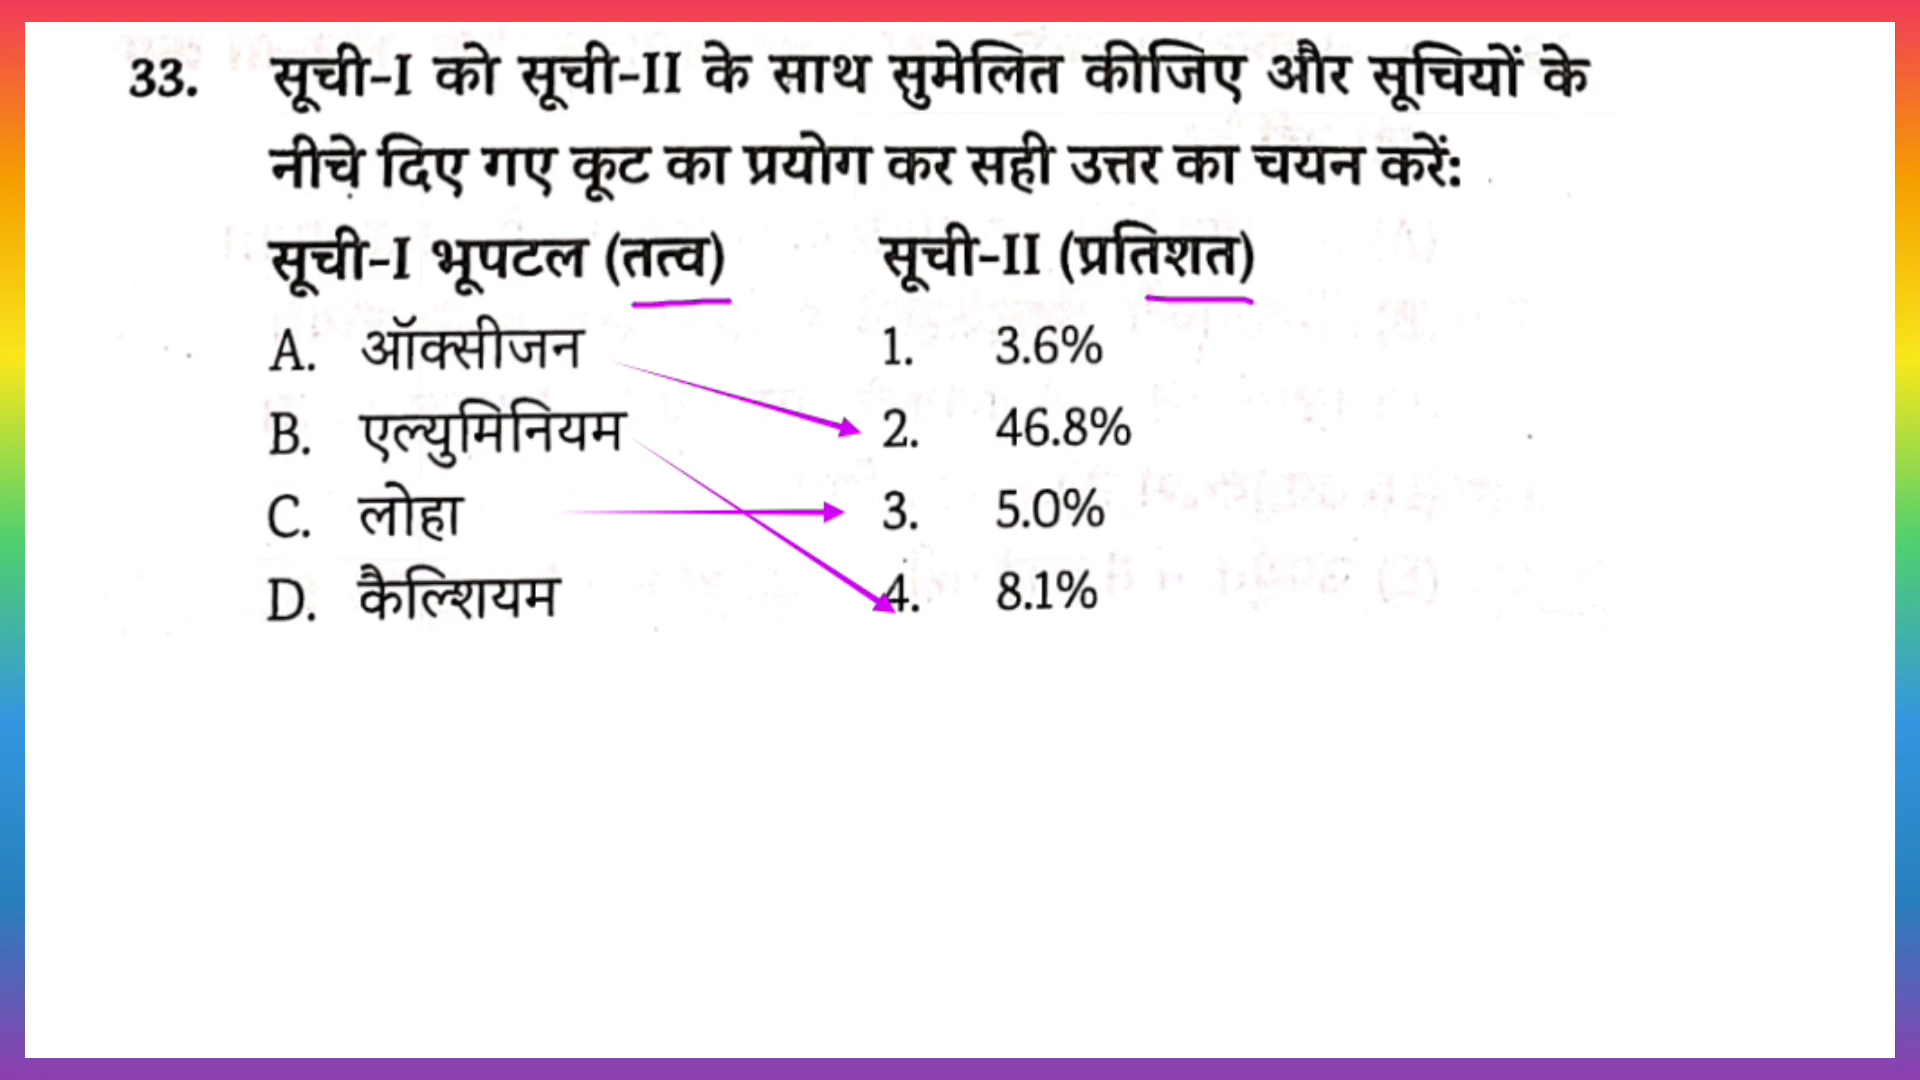 33. सूची-I को सूची-II के साथ सुमेलित कीजिए और सूचियों के
नीचे दिए गए कूट का प्रयोग कर सही उत्तर का चयन करें:
सूची-I भूपटल (तत्व) सूची-II (प्रतिशत)
A. ऑक्सीजन 1. 3.6%
B. एल्युमिनियम 2. 46.8%
C. लोहा 3. 5.0%
D. कैल्शियम 4. 8.1%